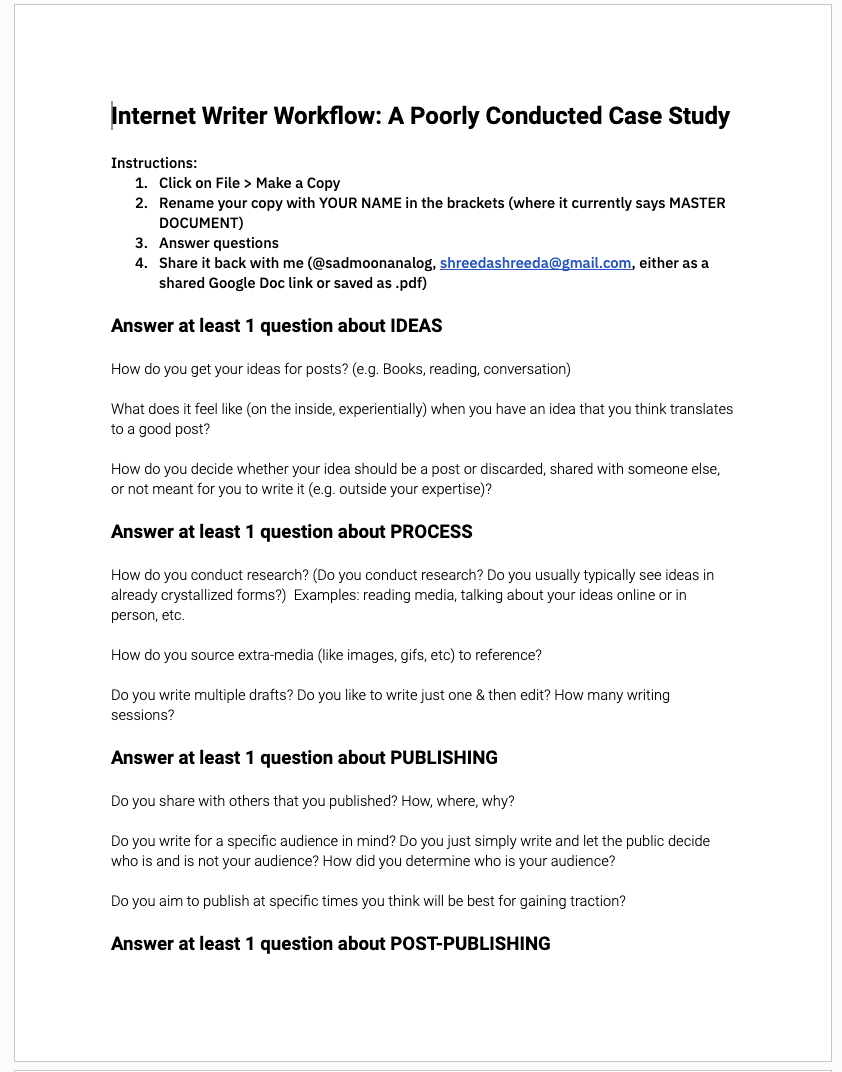 Internet Writer Workflow: A Poorly Conducted Case Study
Instructions:
1. Click on File > Make a Copy
2. Rename your copy with YOUR NAME in the brackets (where it currently says MASTER
DOCUMENT)
3. Answer questions
4. Share it back with me (@sadmoonanalog, shreedashreeda@gmail.com, either as a
shared Google Doc link or saved as .pdf)
Answer at least 1 question about IDEAS
How do you get your ideas for posts? (e.g. Books, reading, conversation)
What does it feel like (on the inside, experientially) when you have an idea that you think translates
to a good post?
How do you decide whether your idea should be a post or discarded, shared with someone else,
or not meant for you to write it (e.g. outside your expertise)?
Answer at least 1 question about PROCESS
How do you conduct research? (Do you conduct research? Do you usually typically see ideas in
already crystallized forms?)  Examples: reading media, talking about your ideas online or in
person, etc.
How do you source extra-media (like images, gifs, etc) to reference?
Do you write multiple drafts? Do you like to write just one & then edit? How many writing
sessions?
Answer at least 1 question about PUBLISHING
Do you share with others that you published? How, where, why?
Do you write for a specific audience in mind? Do you just simply write and let the public decide
who is and is not your audience? How did you determine who is your audience?
Do you aim to publish at specific times you think will be best for gaining traction?
Answer at least 1 question about POST-PUBLISHING